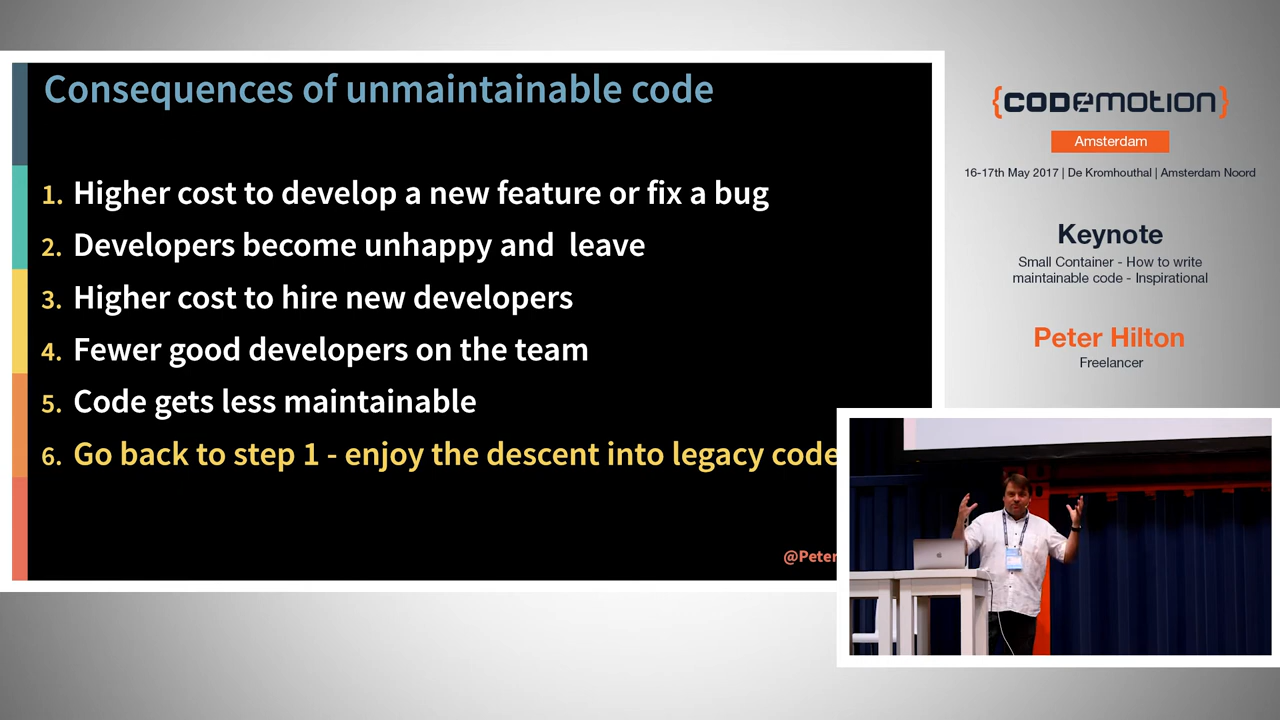 Consequences of unmaintainable code
1. Higher cost to develop a new feature or fix a bug
2. Developers become unhappy and  leave
3. Higher cost to hire new developers
4. Fewer good developers on the team
5. Code gets less maintainable
6. Go back to step 1 - enjoy the descent into legacy code
@Peter
{CODEMOTION}
Amsterdam
16-17th May 2017 | De Kromhouthal | Amsterdam Noord
Keynote
Small Container - How to write
maintainable code - Inspirational
Peter Hilton
Freelancer